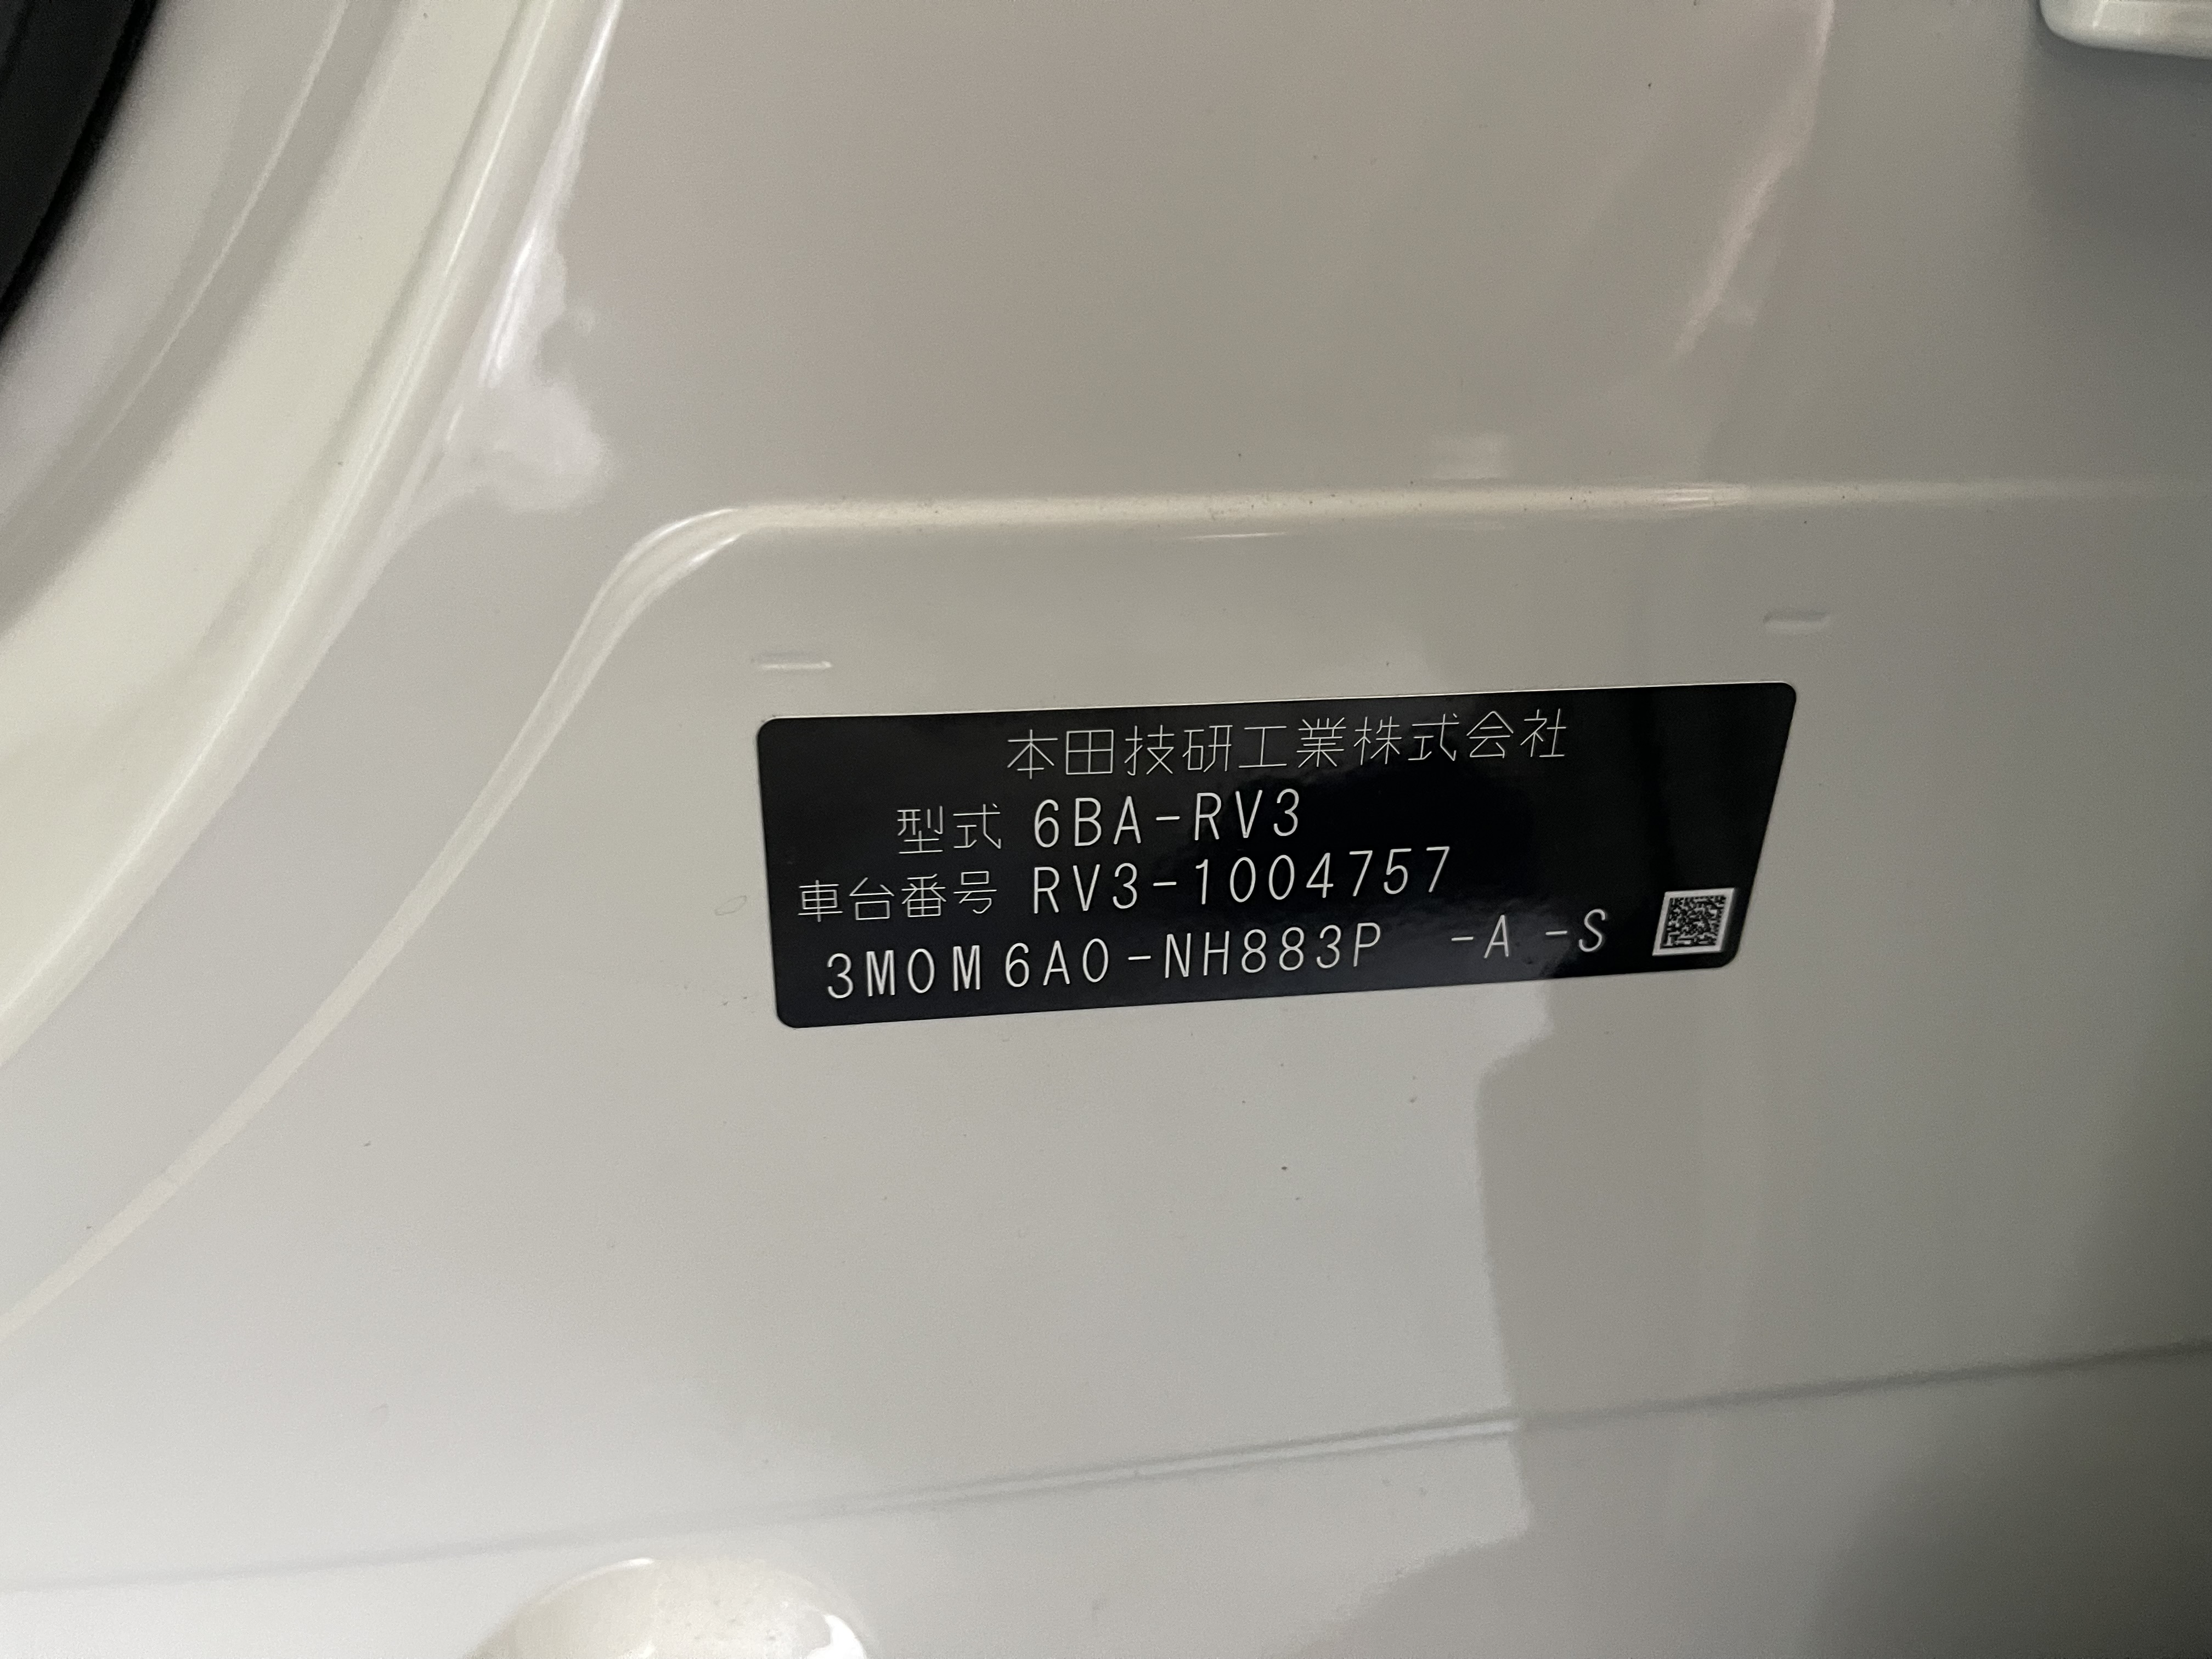 本田技研工業株式会社
型式 6BA-RV3
車台番号 RV3-1004757
3M0M6A0-NH883P -A -S